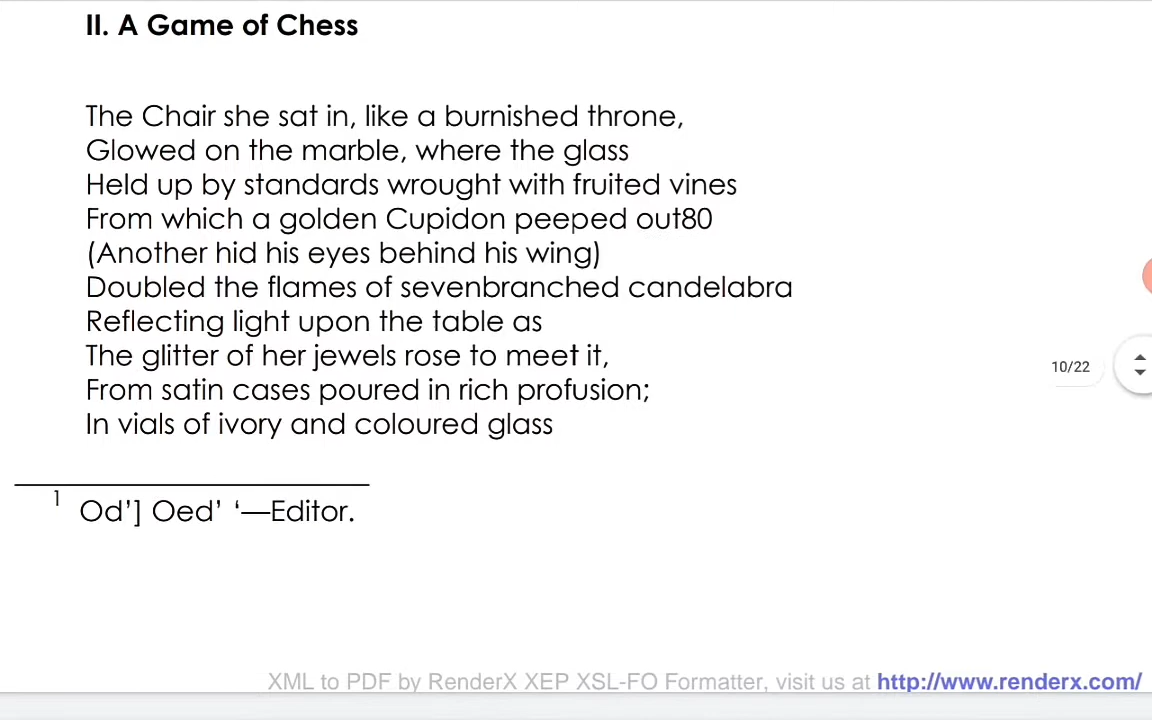 II. A Game of Chess
The Chair she sat in, like a burnished throne,
Glowed on the marble, where the glass
Held up by standards wrought with fruited vines
From which a golden Cupidon peeped out80
(Another hid his eyes behind his wing)
Doubled the flames of sevenbranched candelabra
Reflecting light upon the table as
The glitter of her jewels rose to meet it,
From satin cases poured in rich profusion;
In vials of ivory and coloured glass
10/22
1 Od’] Oed’ ‘—Editor.
XML to PDF by RenderX XEP XSL-FO Formatter, visit us at http://www.renderx.com/